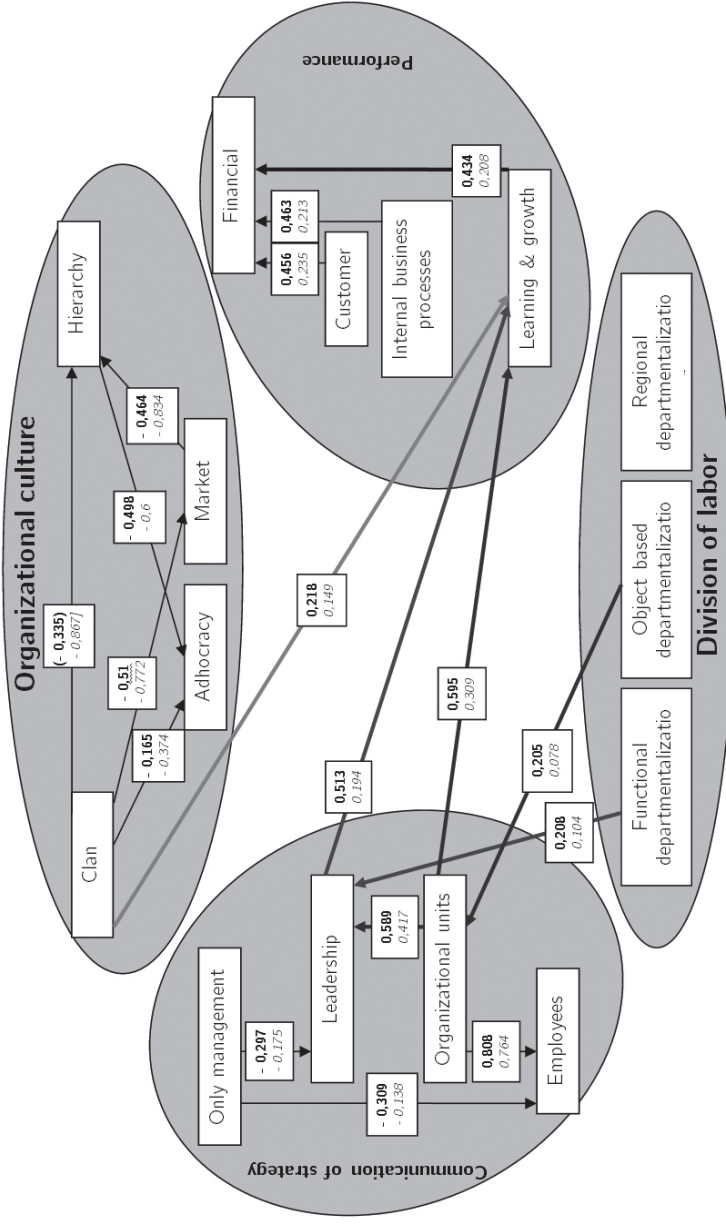 Organizational culture
Clan
Hierarchy
Adhocracy
Market
(- 0,335)
- 0,867]
- 0,51
- 0,772
- 0,165
- 0,374
- 0,498
- 0,6
- 0,464
- 0,834
Communication of strategy
Only management
Leadership
Organizational units
Employees
- 0,297
- 0,175
- 0,309
- 0,138
0,589
0,417
0,808
0,764
Performance
Financial
Customer
Internal business
processes
Learning & growth
0,456
0,235
0,463
0,213
0,434
0,208
0,218
0,149
0,513
0,194
0,595
0,309
0,205
0,078
0,208
0,104
Functional
departmentalizatio
Object based
departmentalizatio
Regional
departmentalizatio
Division of labor